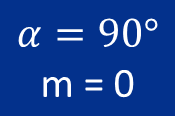 α = 90°
m = 0